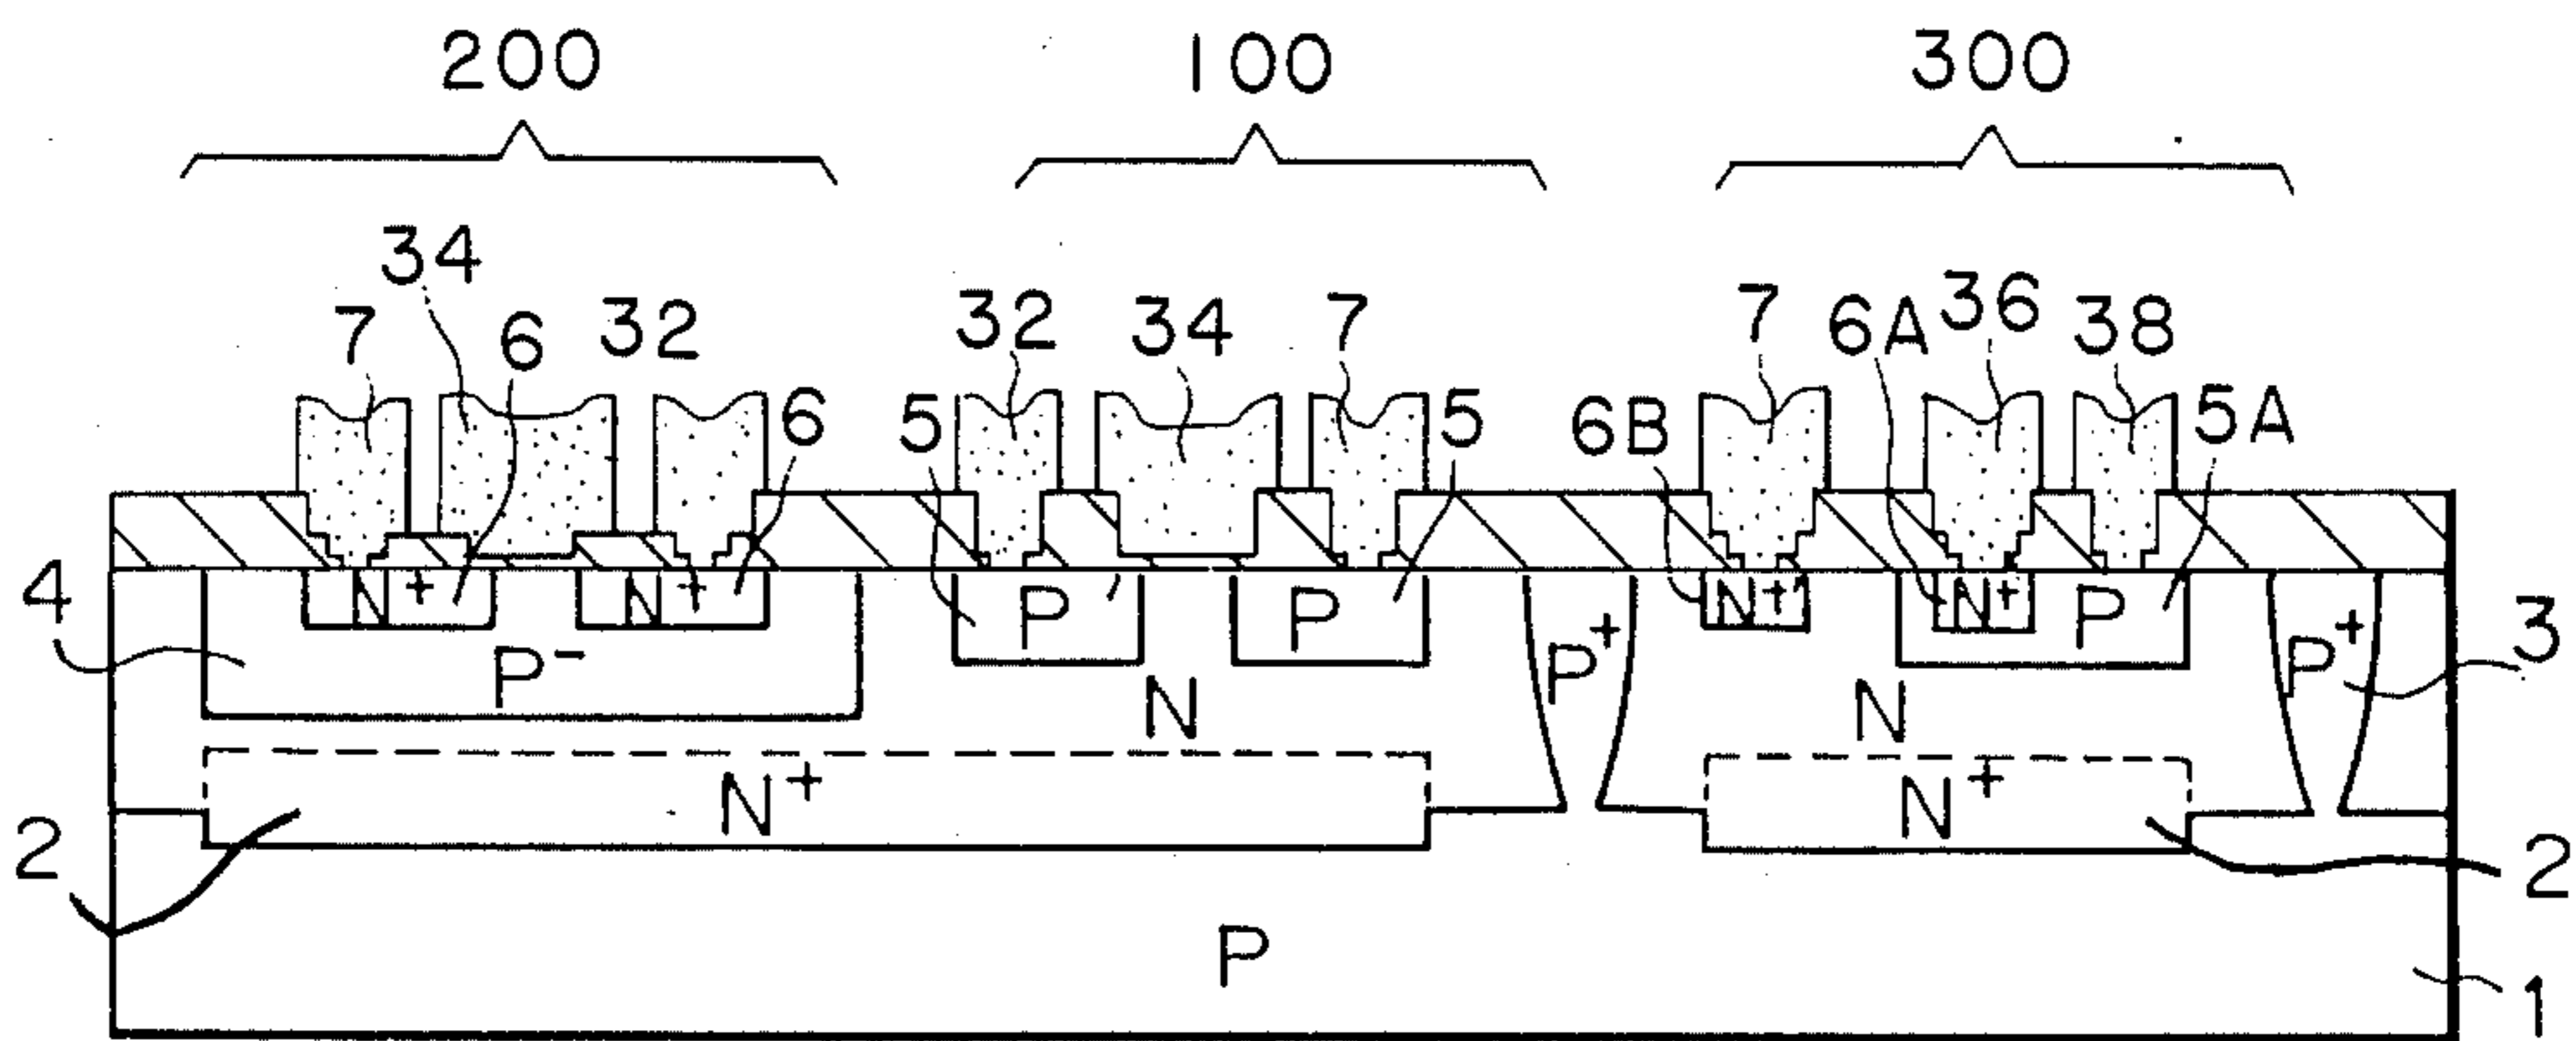 200 100 300
34 7 6 32 6 5 32 34 7 5 6B 7 6A 36 38 5A
4 N+ N+ P P P+ N+ N+ P P+ 3
P- N N
2 N+ N+ 2
P 1